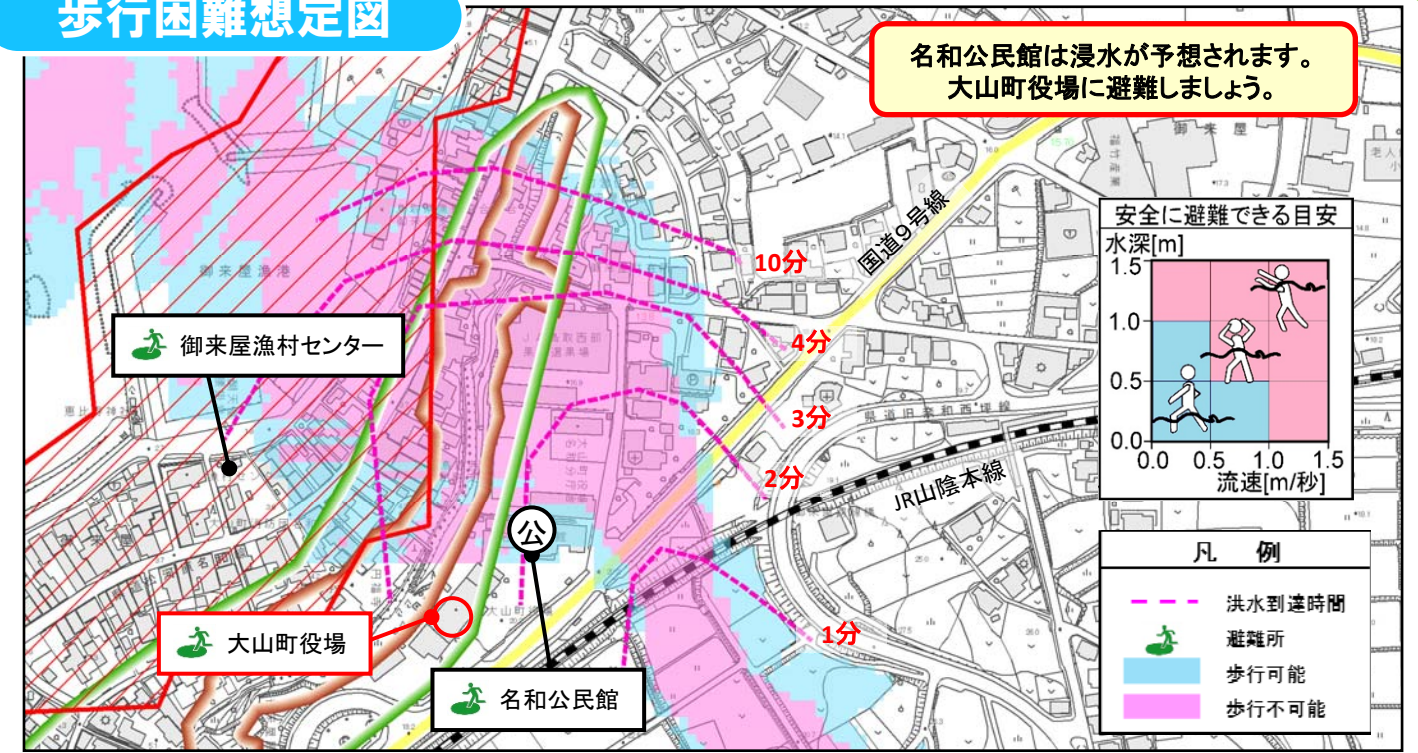 歩行困難想定図
名和公民館は浸水が予想されます。
大山町役場に避難しましょう。
御来屋
国道9号線
安全に避難できる目安
水深[m]
1.5
1.0
0.5
0.0
0.0 0.5 1.0 1.5
流速[m/秒]
10分
4分
3分
2分
1分
御来屋漁港
御来屋漁村センター
県道旧奈和西坪線
JR山陰本線
公
大山町役場
名和公民館
凡 例
洪水到達時間
避難所
歩行可能
歩行不可能